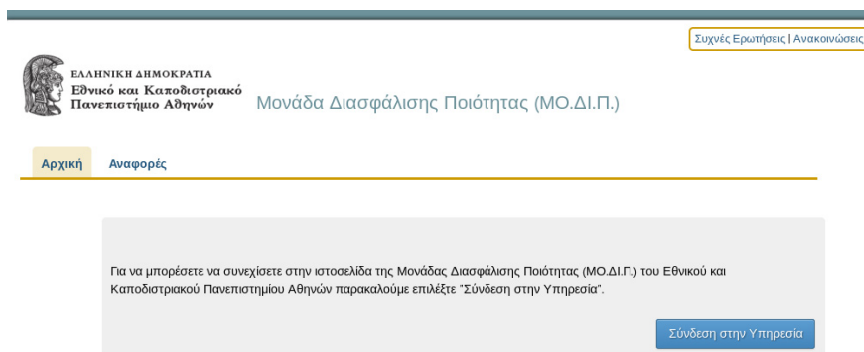 Συχνές Ερωτήσεις | Ανακοινώσεις
ΕΛΛΗΝΙΚΗ ΔΗΜΟΚΡΑΤΙΑ
Εθνικό και Καποδιστριακό
Πανεπιστήμιο Αθηνών
Μονάδα Διασφάλισης Ποιότητας (ΜΟ.ΔΙ.Π.)
Αρχική Αναφορές
Για να μπορέσετε να συνεχίσετε στην ιστοσελίδα της Μονάδας Διασφάλισης Ποιότητας (ΜΟ.ΔΙ.Γ.) του Εθνικού και
Καποδιστριακού Πανεπιστημίου Αθηνών παρακαλούμε επιλέξτε "Σύνδεση στην Υπηρεσία".
Σύνδεση στην Υπηρεσία